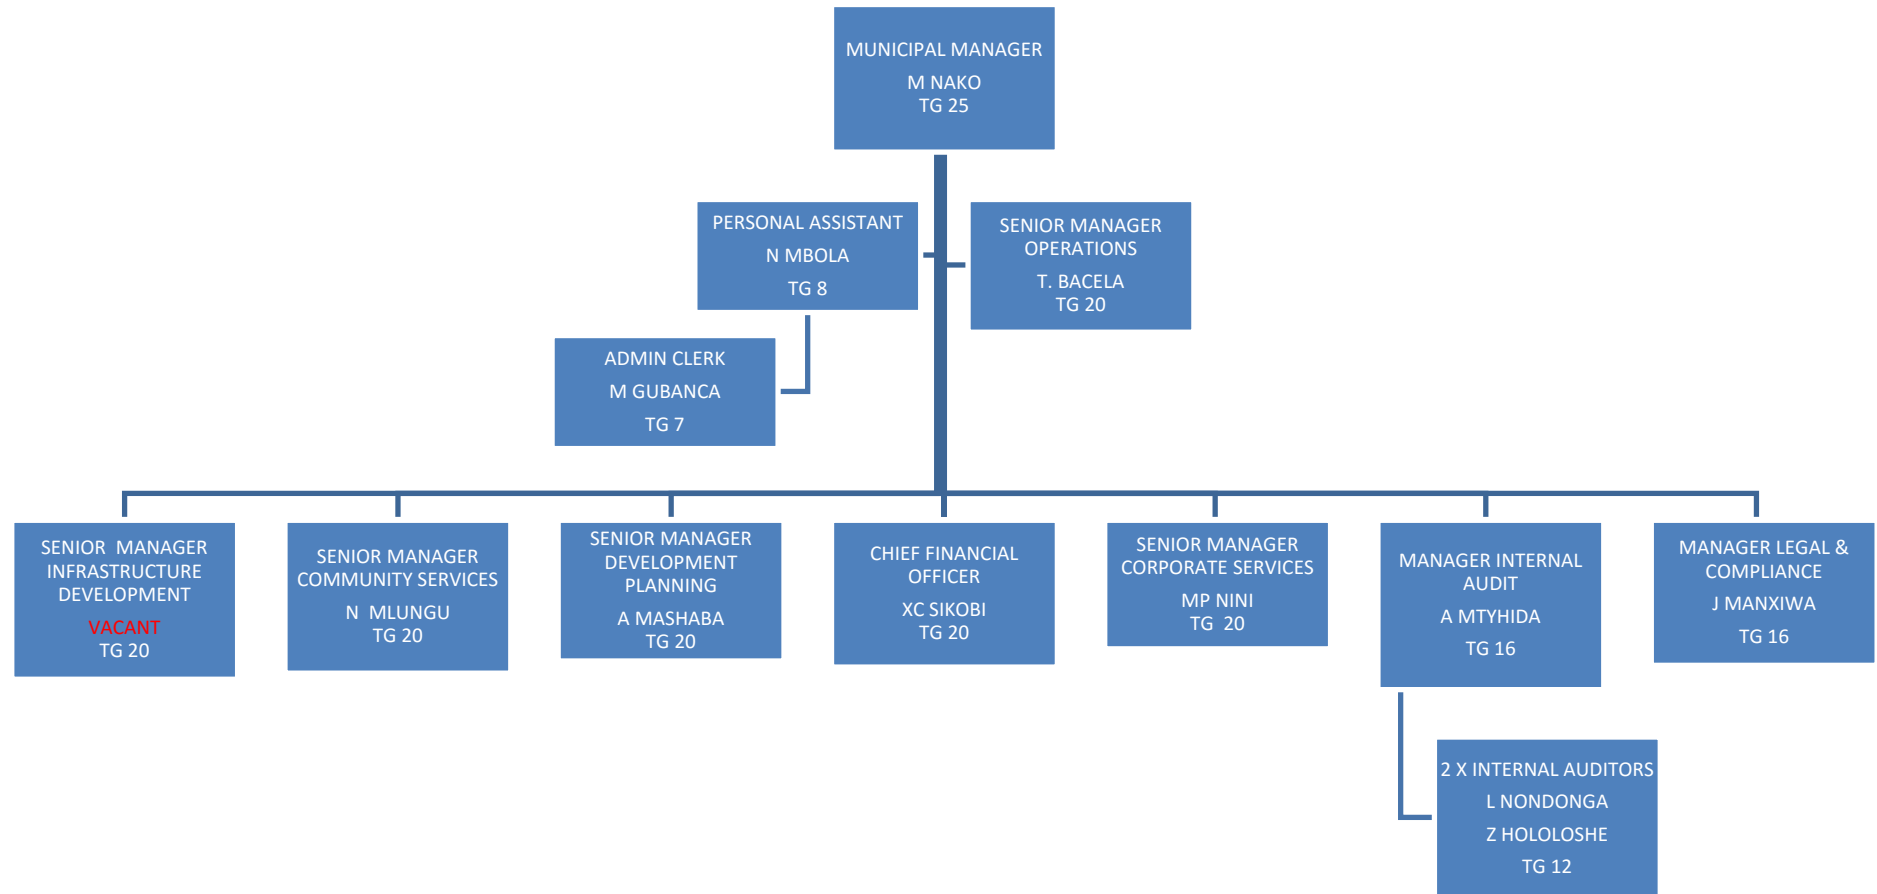 MUNICIPAL MANAGER
M NAKO
TG 25
PERSONAL ASSISTANT
N MBOLA
TG 8
SENIOR MANAGER
OPERATIONS
T. BACELA
TG 20
ADMIN CLERK
M GUBANCA
TG 7
SENIOR MANAGER
INFRASTRUCTURE
DEVELOPMENT
VACANT
TG 20
SENIOR MANAGER
COMMUNITY SERVICES
N MLUNGU
TG 20
SENIOR MANAGER
DEVELOPMENT
PLANNING
A MASHABA
TG 20
CHIEF FINANCIAL
OFFICER
XC SIKOBI
TG 20
SENIOR MANAGER
CORPORATE SERVICES
MP NINI
TG 20
MANAGER INTERNAL
AUDIT
A MTYHIDA
TG 16
MANAGER LEGAL &
COMPLIANCE
J MANXIWA
TG 16
2 X INTERNAL AUDITORS
L NONDONGA
Z HOLOLOSHE
TG 12